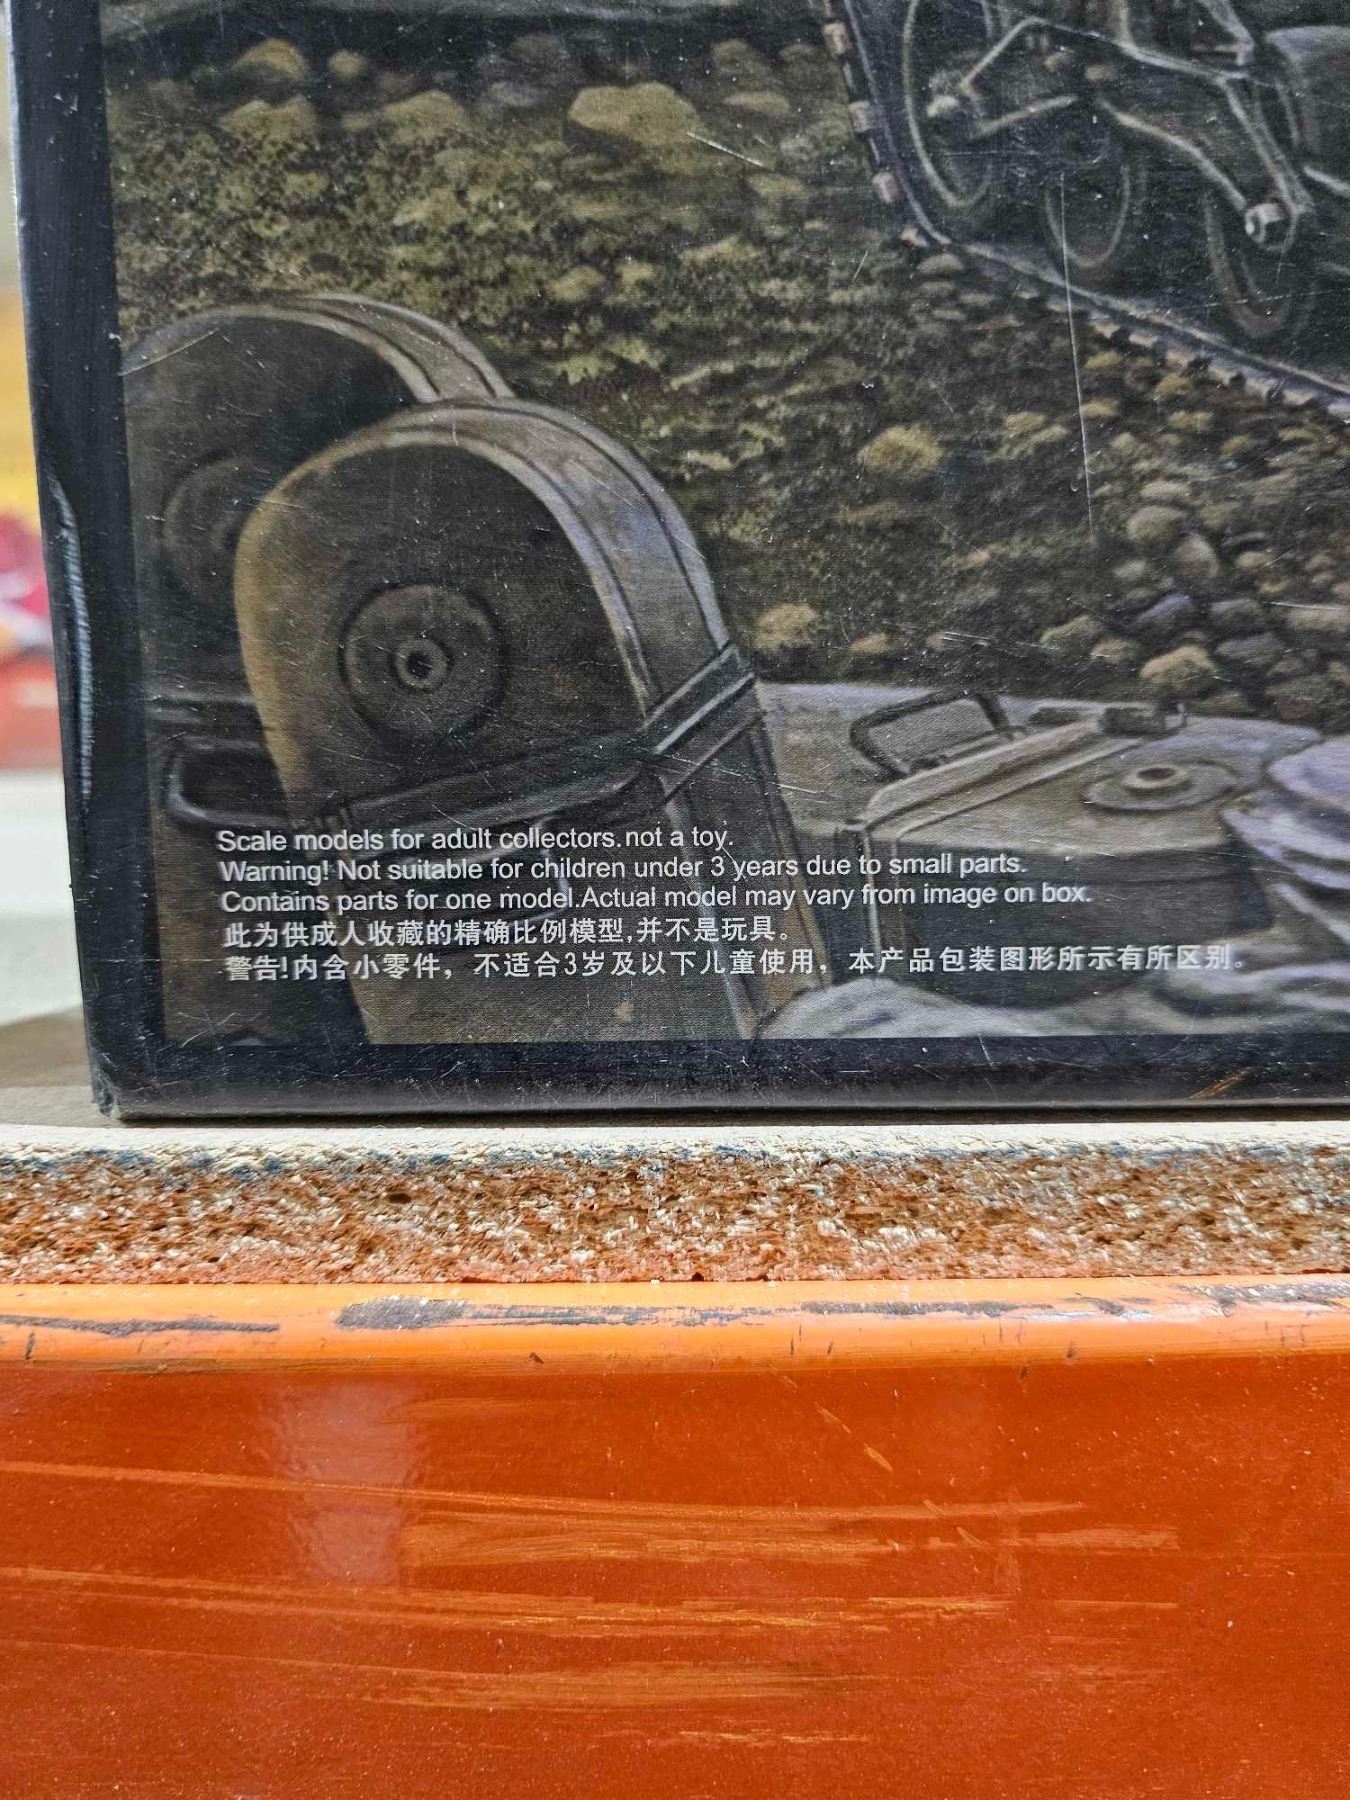 Scale models for adult collectors.not a toy.
Warning! Not suitable for children under 3 years due to small parts.
Contains parts for one model.Actual model may vary from image on box.
此为供成人收藏的精确比例模型,并不是玩具。
警告!内含小零件，不适合3岁及以下儿童使用，本产品包装图形所示有所区别。